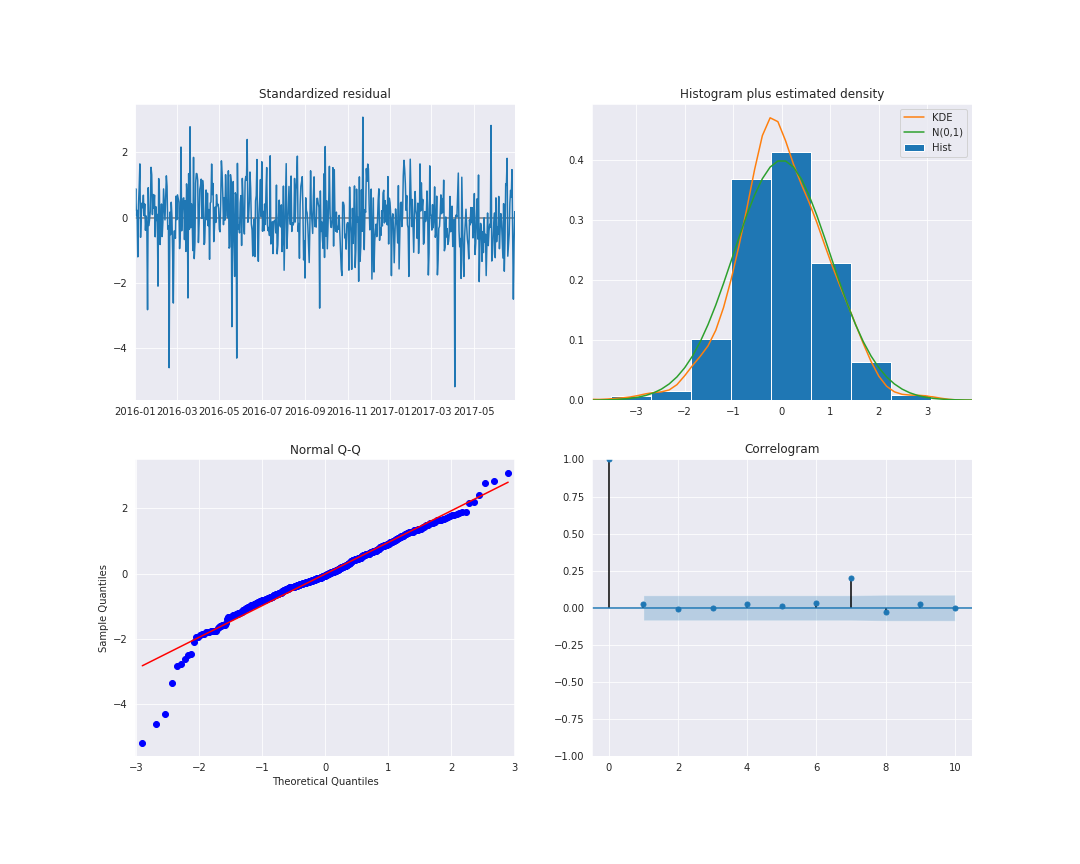 Standardized residual
2
0
−2
−4
2016-01 2016-03 2016-05 2016-07 2016-09 2016-11 2017-01 2017-03 2017-05
Histogram plus estimated density
KDE
N(0,1)
Hist
0.4
0.3
0.2
0.1
0.0
−3 −2 −1 0 1 2 3
Normal Q-Q
Sample Quantiles
2
0
−2
−4
−3 −2 −1 0 1 2 3
Theoretical Quantiles
Correlogram
1.00
0.75
0.50
0.25
0.00
−0.25
−0.50
−0.75
−1.00
0 2 4 6 8 10